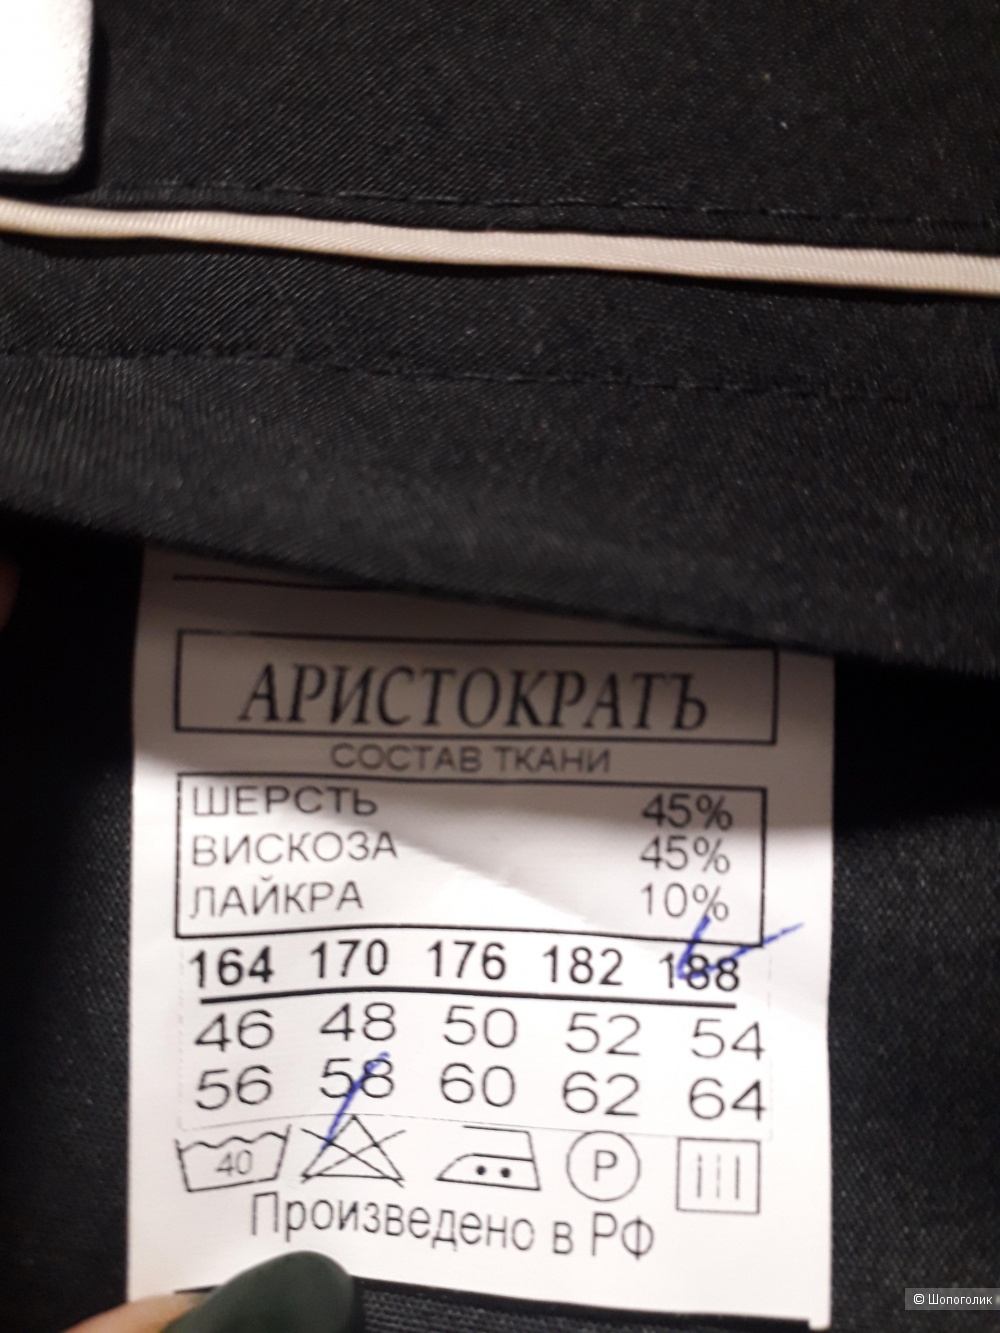 АРИСТОКРАТЪ
СОСТАВ ТКАНИ
ШЕРСТЬ 45%
ВИСКОЗА 45%
ЛАЙКРА 10%
164 170 176 182 188
46 48 50 52 54
56 58 60 62 64
40 P
Произведено в РФ
© Шопоголик